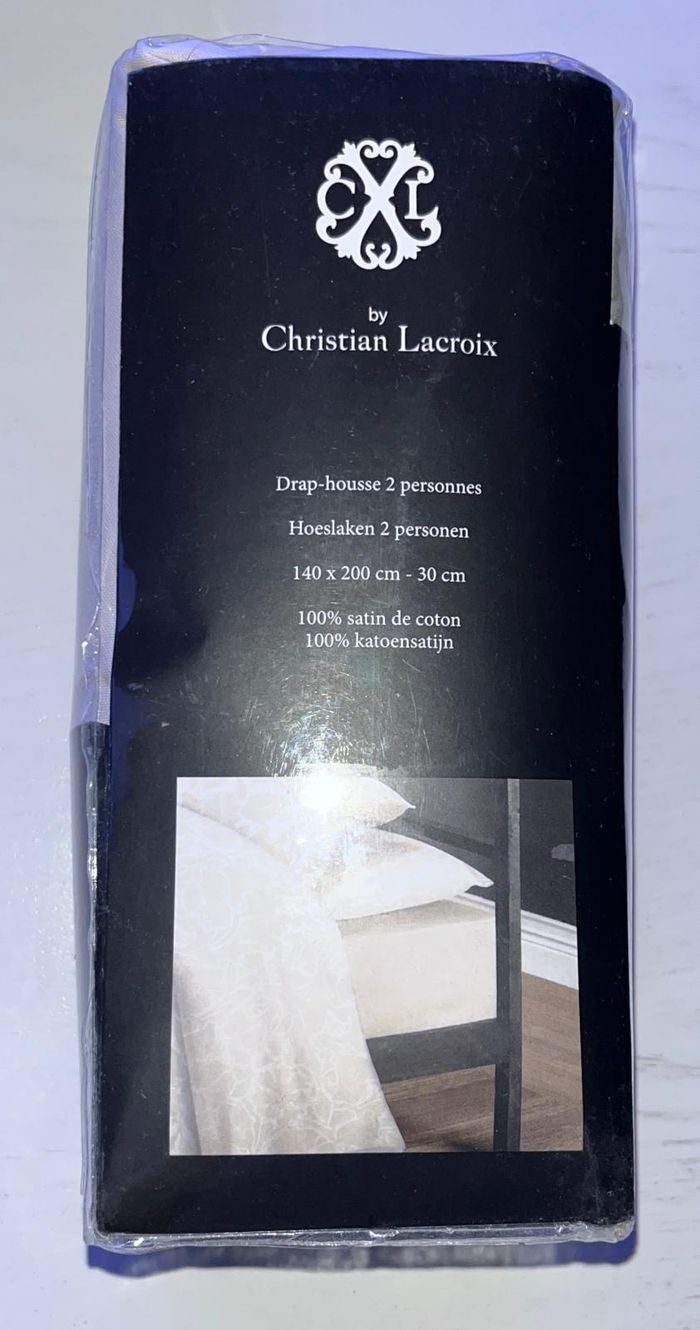 CXL
by
Christian Lacroix
Drap-housse 2 personnes
Hoeslaken 2 personen
140 x 200 cm - 30 cm
100% satin de coton
100% katoensatijn